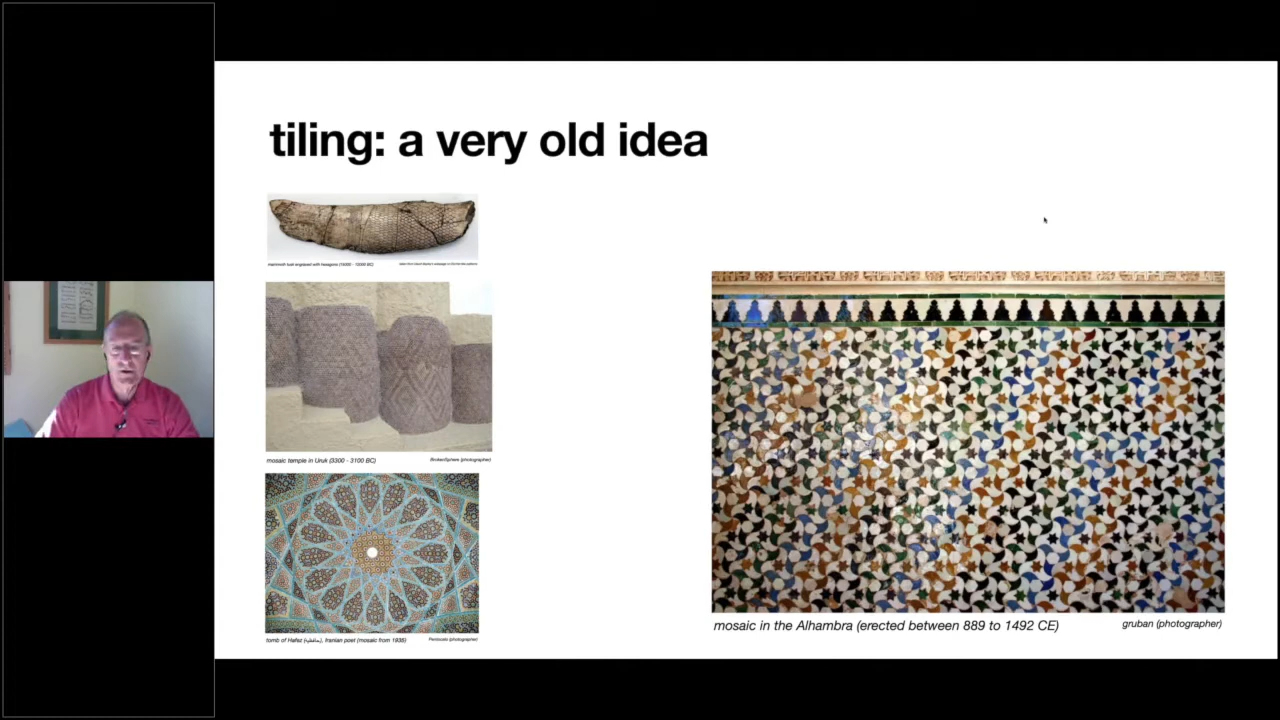 tiling: a very old idea
mammoth tusk engraved with hexagons (15000 - 12000 BC)
mosaic temple in Uruk (3300 - 3100 BC)
BrokenSphere (photographer)
tomb of Hafez (حافظیه), Iranian poet (mosaic from 1935)
Pentocelo (photographer)
mosaic in the Alhambra (erected between 889 to 1492 CE)
gruban (photographer)